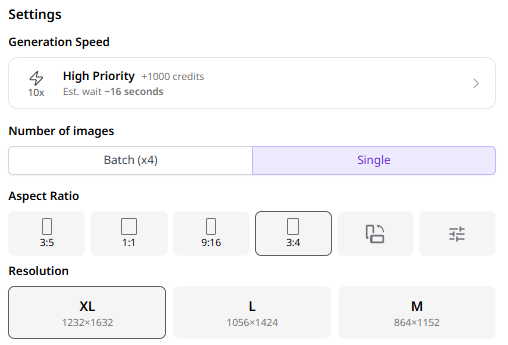 Settings
Generation Speed
High Priority +1000 credits
10x
Est. wait ~16 seconds
Number of images
Batch (x4) Single
Aspect Ratio
3:5 1:1 9:16 3:4
Resolution
XL L M
1232×1632 1056×1424 864×1152